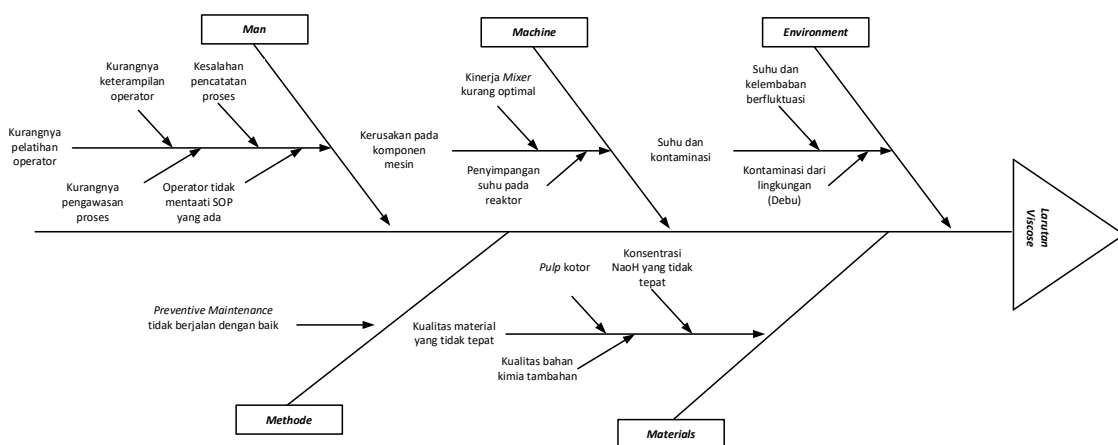 Man
Machine
Environment
Kurangnya
keterampilan
operator
Kesalahan
pencatatan
proses
Kurangnya
pelatihan
operator
Kurangnya
pengawasan
proses
Operator tidak
mentaati SOP
yang ada
Kinerja Mixer
kurang optimal
Kerusakan pada
komponen
mesin
Penyimpangan
suhu pada
reaktor
Suhu dan
kelembaban
berfluktuasi
Suhu dan
kontaminasi
Kontaminasi dari
lingkungan
(Debu)
Larutan
Viscose
Preventive Maintenance
tidak berjalan dengan baik
Pulp kotor
Konsentrasi
NaoH yang tidak
tepat
Kualitas material
yang tidak tepat
Kualitas bahan
kimia tambahan
Methode
Materials